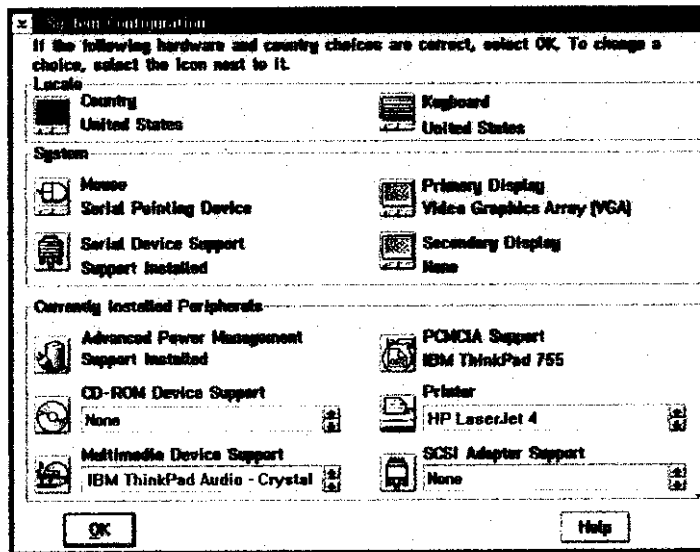 System Configuration
If the following hardware and country choices are correct, select OK. To change a
choice, select the icon next to it.
Locale
Country
United States
Keyboard
United States
System
Mouse
Serial Pointing Device
Primary Display
Video Graphics Array (VGA)
Serial Device Support
Support Installed
Secondary Display
None
Currently Installed Peripherals
Advanced Power Management
Support Installed
PCMCIA Support
IBM ThinkPad 755
CD-ROM Device Support
None
Printer
HP LaserJet 4
Multimedia Device Support
IBM ThinkPad Audio - Crystal
SCSI Adapter Support
None
OK
Help